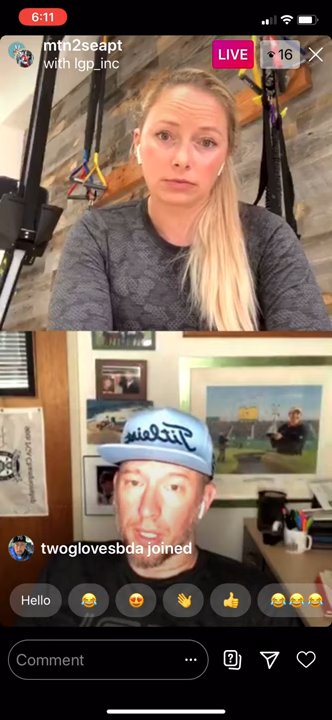 6:11
mtn2seapt
with lgp_inc
LIVE
16
Titleist
twoglovesbda joined
Hello
Comment